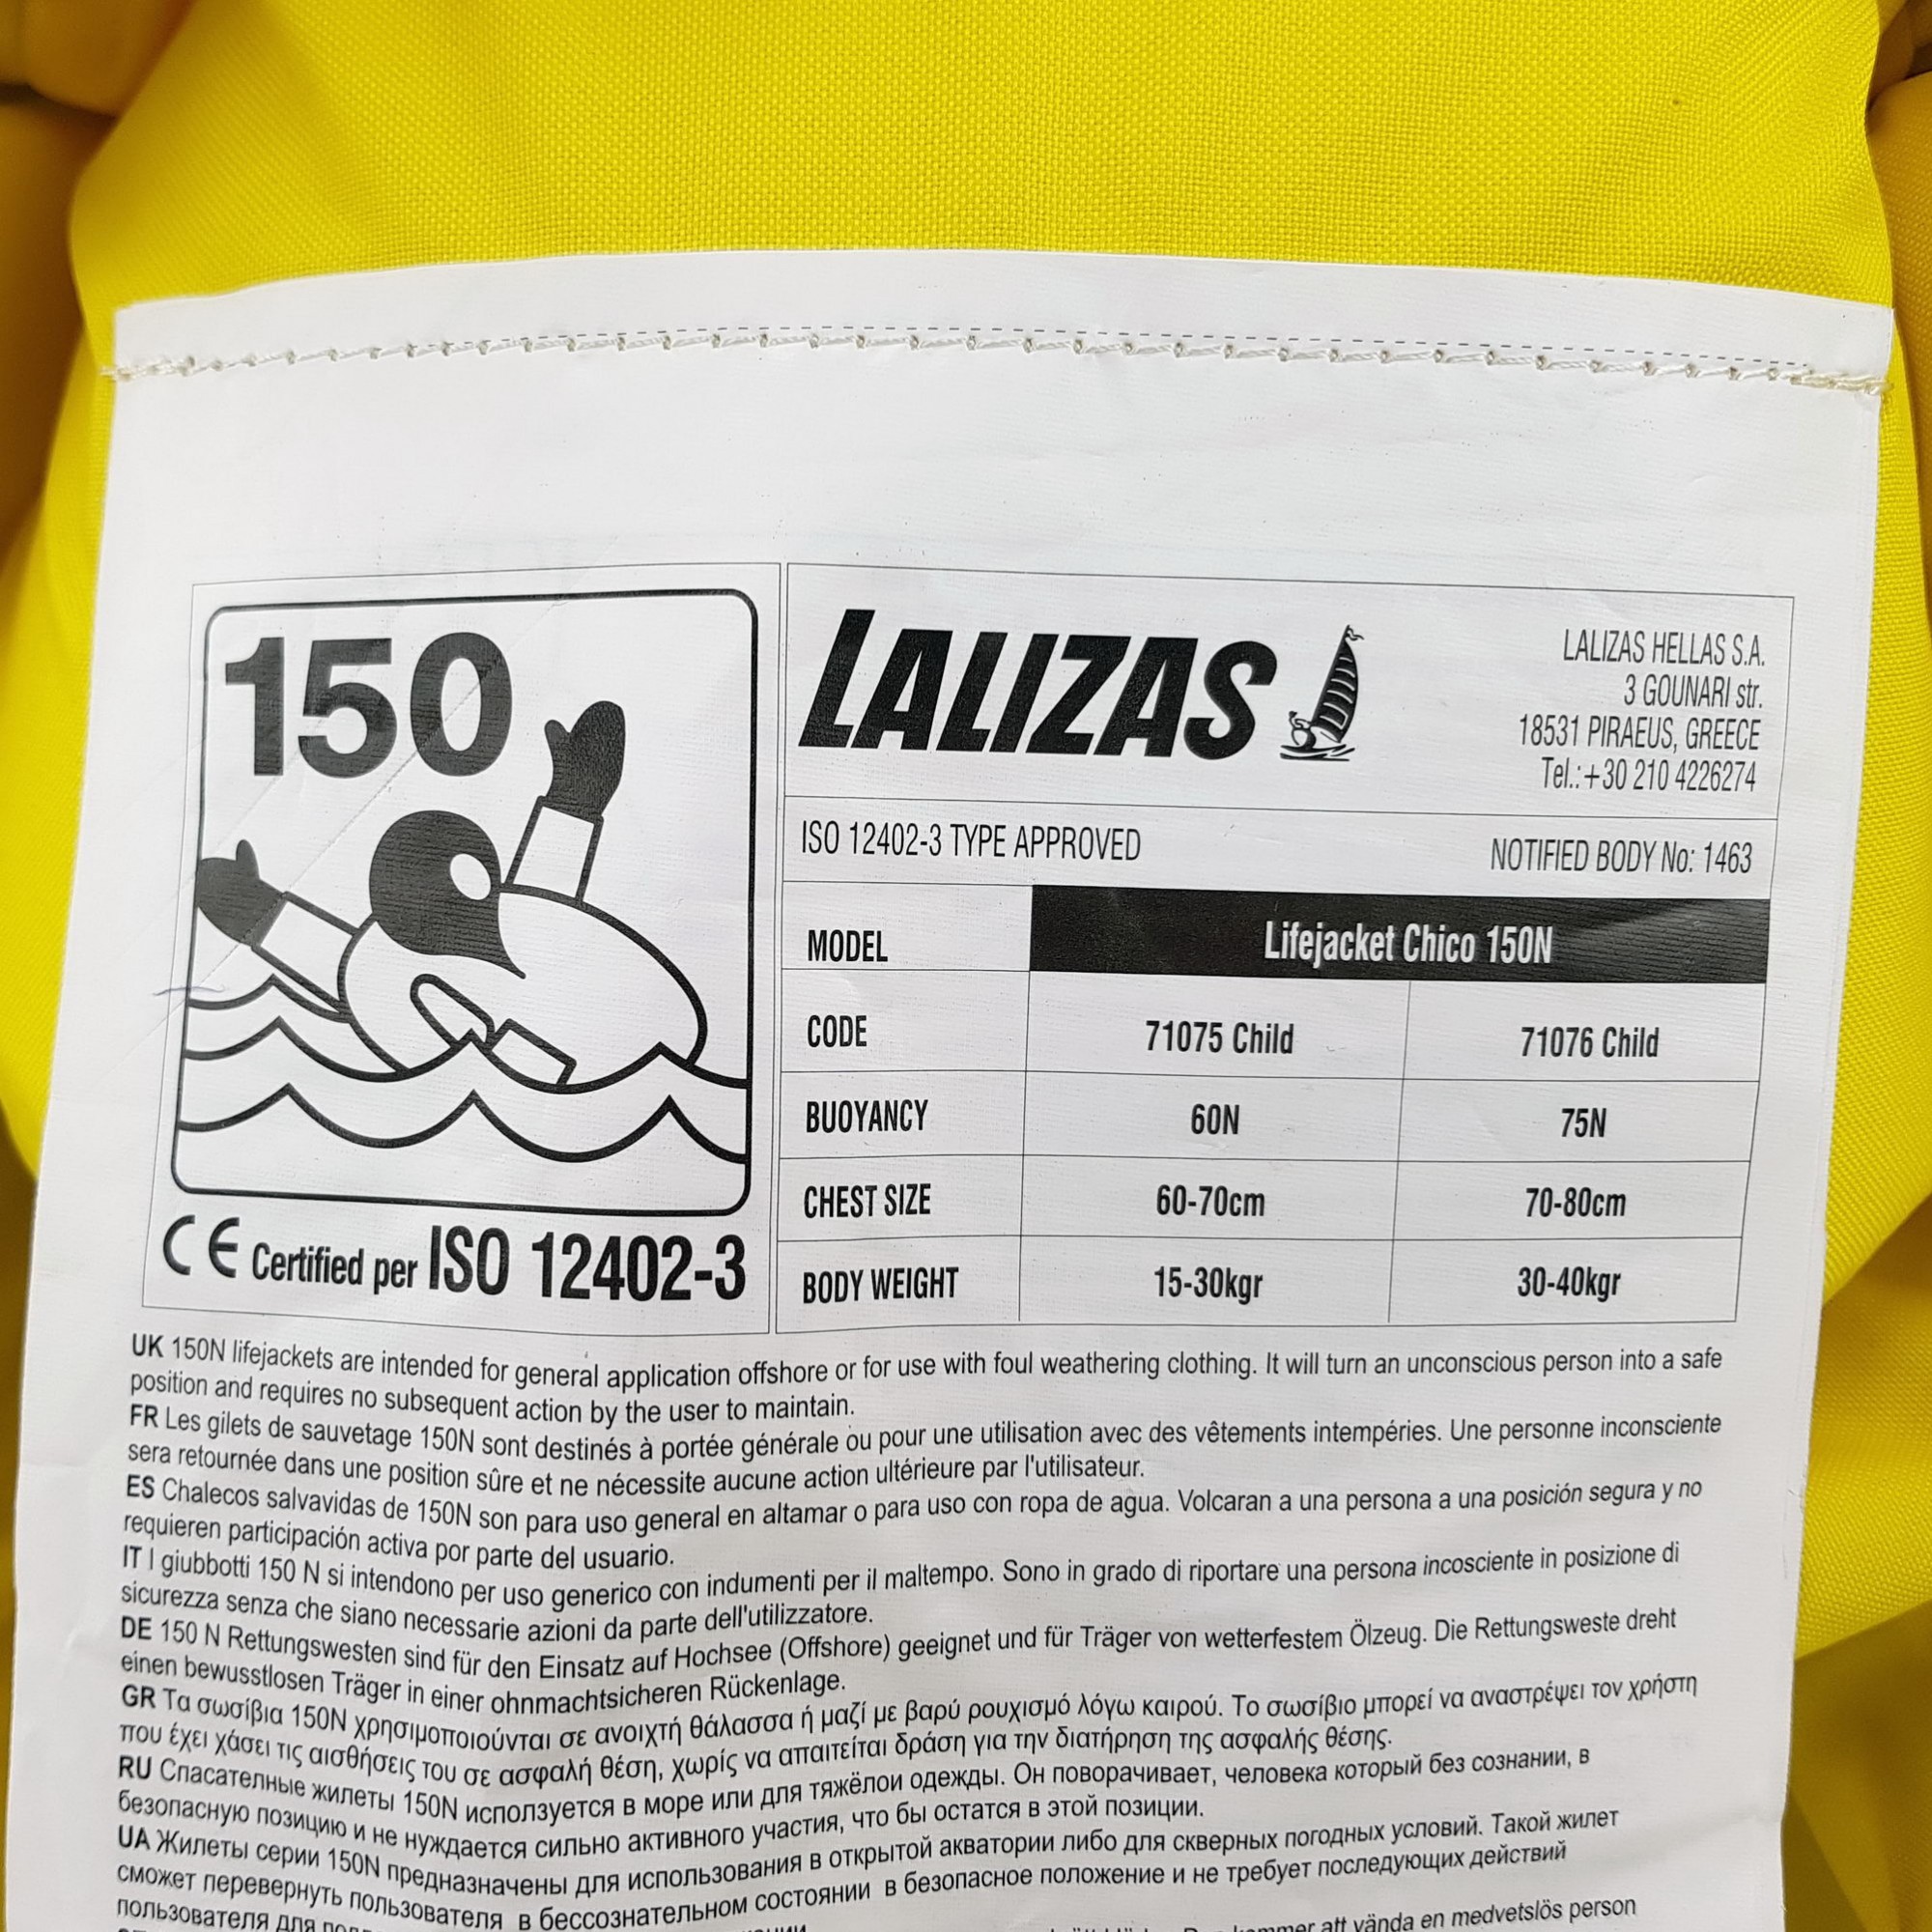 150
LALIZAS
LALIZAS HELLAS S.A.
3 GOUNARI str.
18531 PIRAEUS, GREECE
Tel.:+30 210 4226274
ISO 12402-3 TYPE APPROVED NOTIFIED BODY No: 1463
MODEL Lifejacket Chico 150N
CODE 71075 Child 71076 Child
BUOYANCY 60N 75N
CHEST SIZE 60-70cm 70-80cm
BODY WEIGHT 15-30kgr 30-40kgr
CE Certified per ISO 12402-3
UK 150N lifejackets are intended for general application offshore or for use with foul weathering clothing. It will turn an unconscious person into a safe
position and requires no subsequent action by the user to maintain.
FR Les gilets de sauvetage 150N sont destinés à portée générale ou pour une utilisation avec des vêtements intempéries. Une personne inconsciente
sera retournée dans une position sûre et ne nécessite aucune action ultérieure par l'utilisateur.
ES Chalecos salvavidas de 150N son para uso general en altamar o para uso con ropa de agua. Volcaran a una persona a una posición segura y no
requieren participación activa por parte del usuario.
IT I giubbotti 150 N si intendono per uso generico con indumenti per il maltempo. Sono in grado di riportare una persona incosciente in posizione di
sicurezza senza che siano necessarie azioni da parte dell'utilizzatore.
DE 150 N Rettungswesten sind für den Einsatz auf Hochsee (Offshore) geeignet und für Träger von wetterfestem Ölzeug. Die Rettungsweste dreht
einen bewusstlosen Träger in einer ohnmachtsicheren Rückenlage.
GR Τα σωσίβια 150N χρησιμοποιούνται σε ανοιχτή θάλασσα ή μαζί με βαρύ ρουχισμό λόγω καιρού. Το σωσίβιο μπορεί να αναστρέψει τον χρήστη
που έχει χάσει τις αισθήσεις του σε ασφαλή θέση, χωρίς να απαιτείται δράση για την διατήρηση της ασφαλής θέσης.
RU Спасателные жилеты 150N исползуется в море или для тяжёлои одежды. Он поворачивает, человека который без сознании, в
безопасную позицию и не нуждается сильно активного участия, что бы остатся в этой позиции.
UA Жилеты серии 150N предназначены для использования в открытой акватории либо для скверных погодных условий. Такой жилет
сможет перевернуть пользователя в бессознательном состоянии в безопасное положение и не требует последующих действий
пользователя для
att vända en medvetslös person